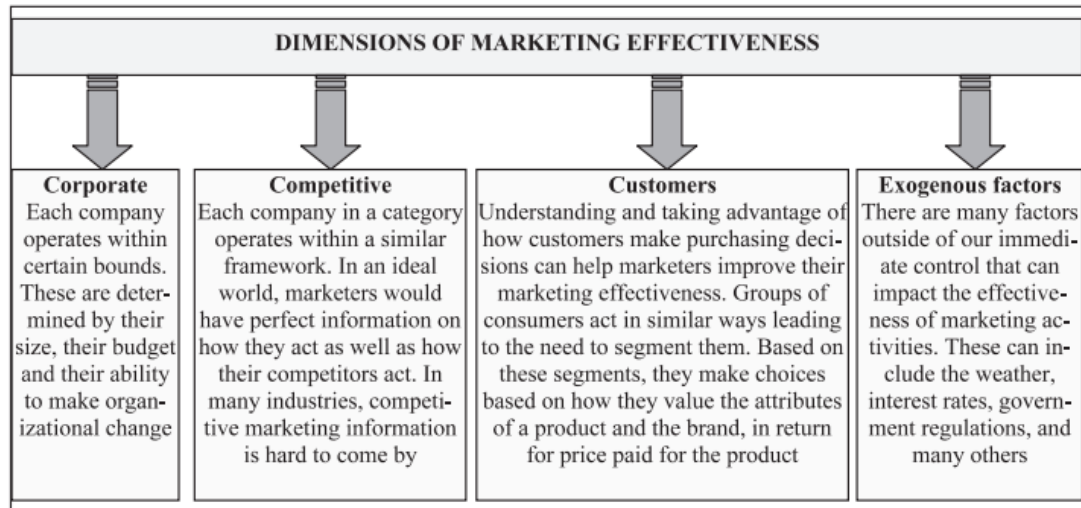 DIMENSIONS OF MARKETING EFFECTIVENESS
Corporate
Each company
operates within
certain bounds.
These are deter-
mined by their
size, their budget
and their ability
to make organ-
izational change
Competitive
Each company in a category
operates within a similar
framework. In an ideal
world, marketers would
have perfect information on
how they act as well as how
their competitors act. In
many industries, competi-
tive marketing information
is hard to come by
Customers
Understanding and taking advantage of
how customers make purchasing deci-
sions can help marketers improve their
marketing effectiveness. Groups of
consumers act in similar ways leading
to the need to segment them. Based on
these segments, they make choices
based on how they value the attributes
of a product and the brand, in return
for price paid for the product
Exogenous factors
There are many factors
outside of our immedi-
ate control that can
impact the effective-
ness of marketing ac-
tivities. These can in-
clude the weather,
interest rates, govern-
ment regulations, and
many others